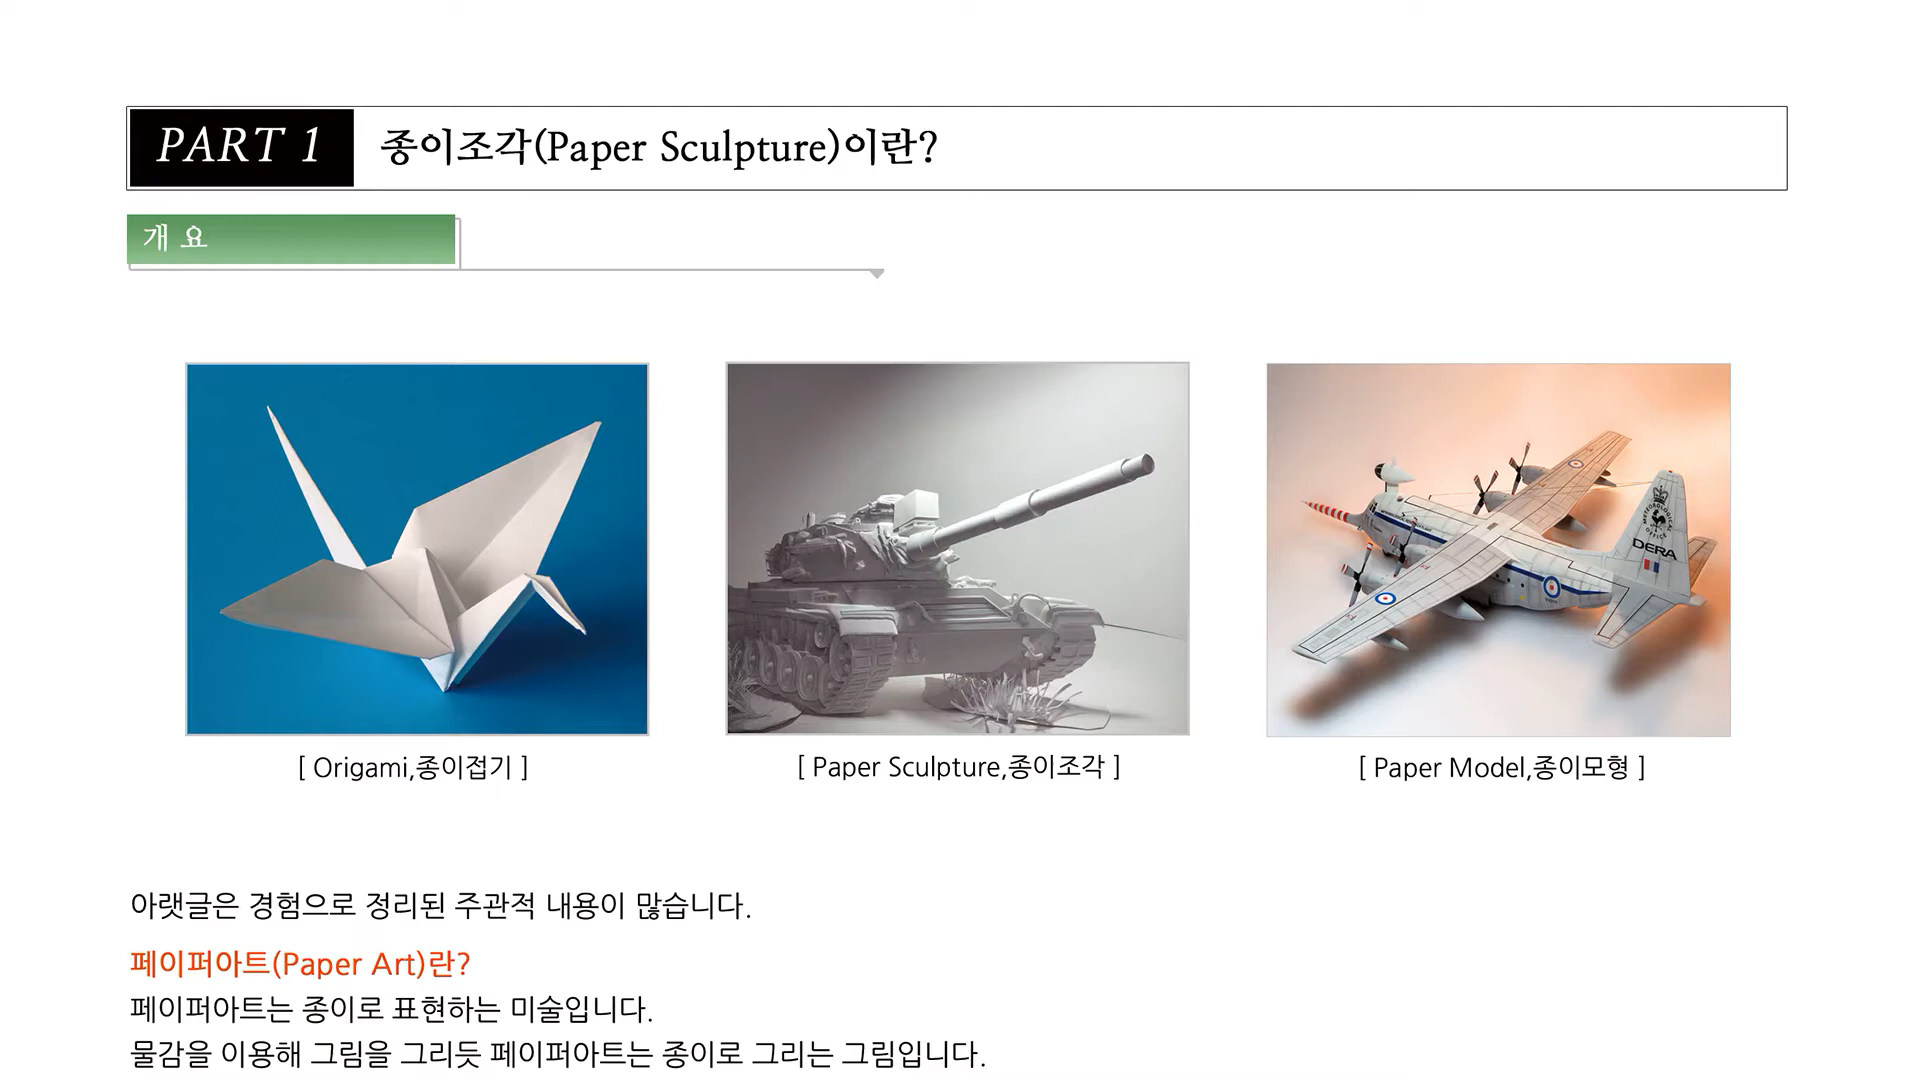 PART 1 종이조각(Paper Sculpture)이란?
개 요
METEOROLOGICAL OFFICE
DERA
[ Origami,종이접기 ]
[ Paper Sculpture,종이조각 ]
[ Paper Model,종이모형 ]
아랫글은 경험으로 정리된 주관적 내용이 많습니다.
페이퍼아트(Paper Art)란?
페이퍼아트는 종이로 표현하는 미술입니다.
물감을 이용해 그림을 그리듯 페이퍼아트는 종이로 그리는 그림입니다.